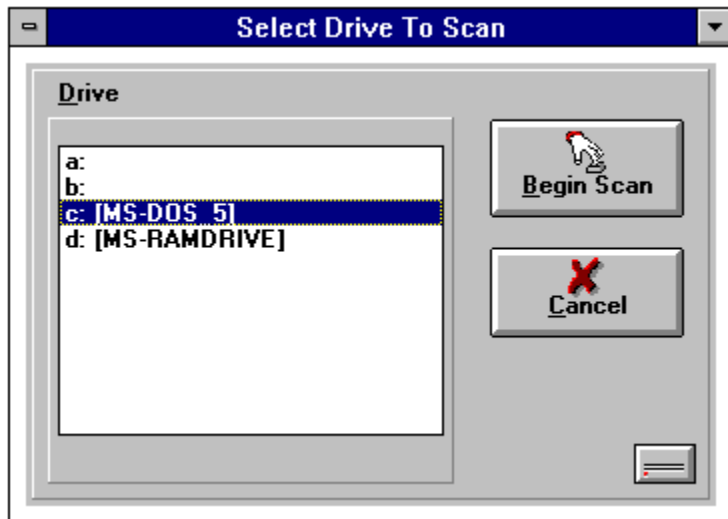 Select Drive To Scan
Drive
a:
b:
c: [MS-DOS_5]
d: [MS-RAMDRIVE]
Begin Scan
Cancel